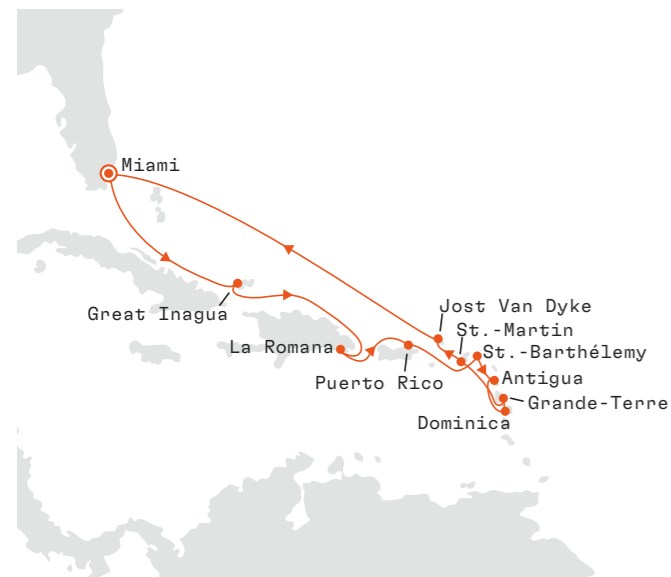 Miami
Great Inagua
Jost Van Dyke
St.-Martin
La Romana
St.-Barthélemy
Puerto Rico
Antigua
Grande-Terre
Dominica